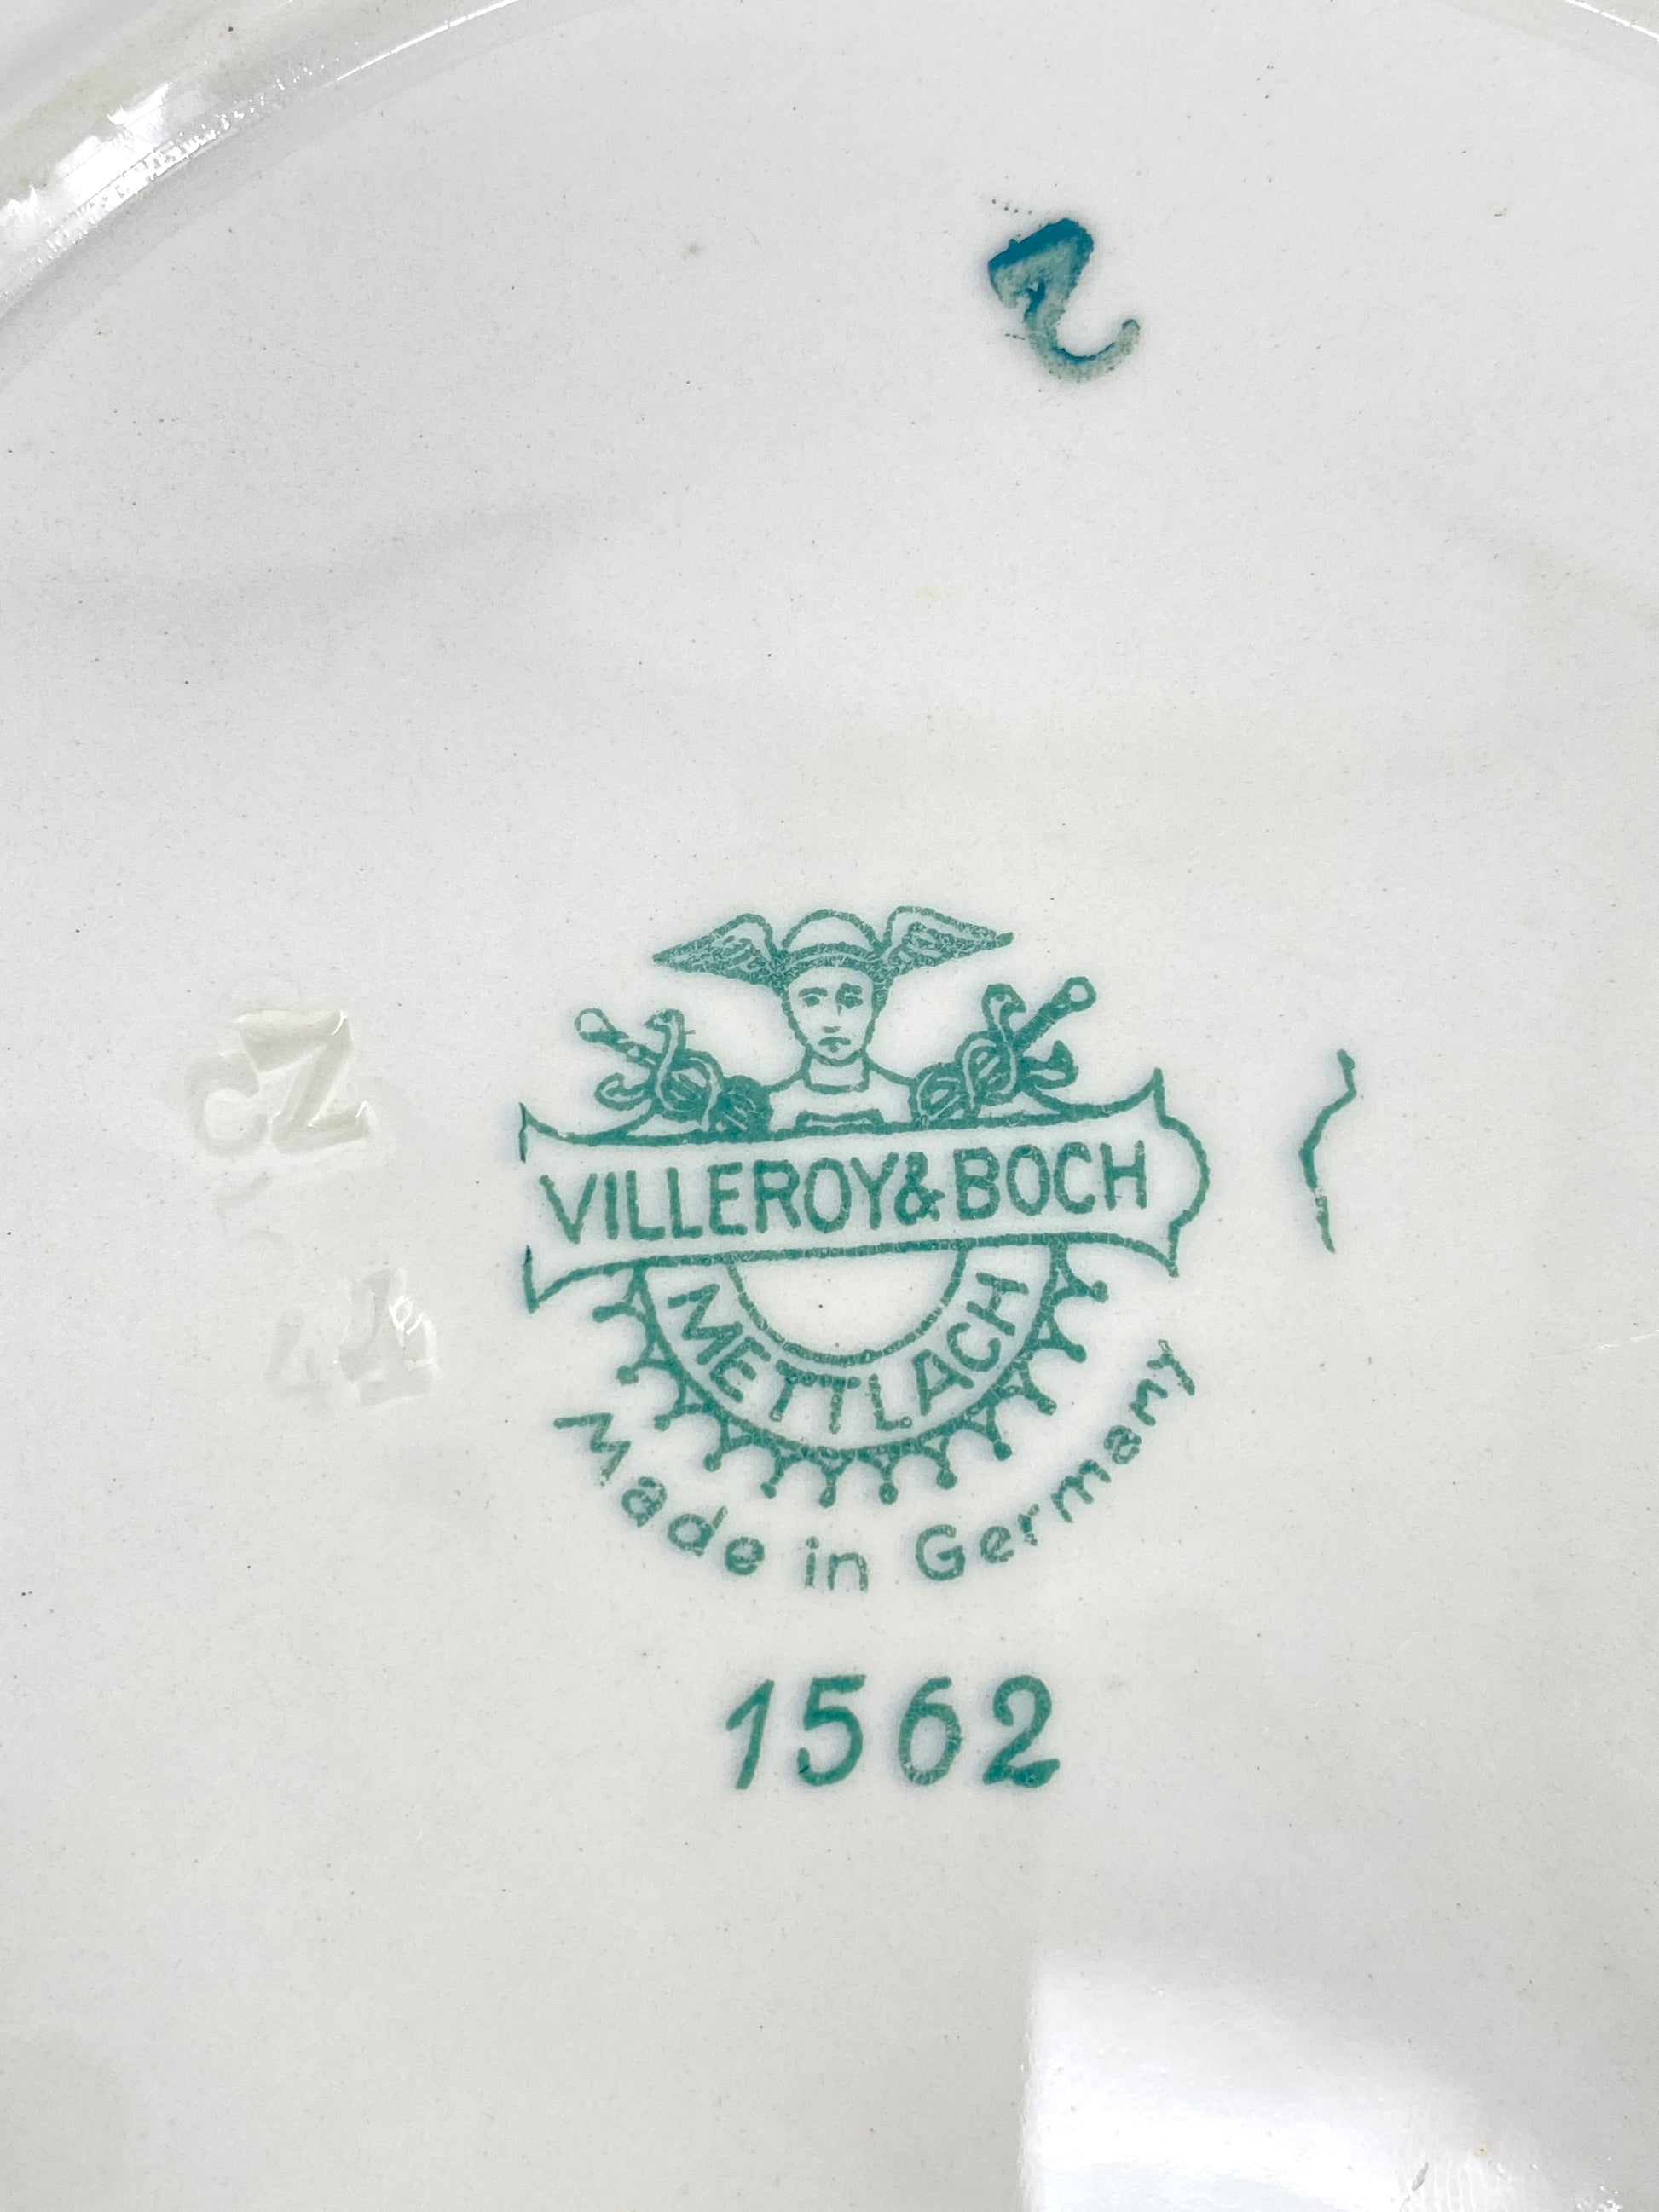 VILLEROY & BOCH
METTLACH
Made in Germany
1562